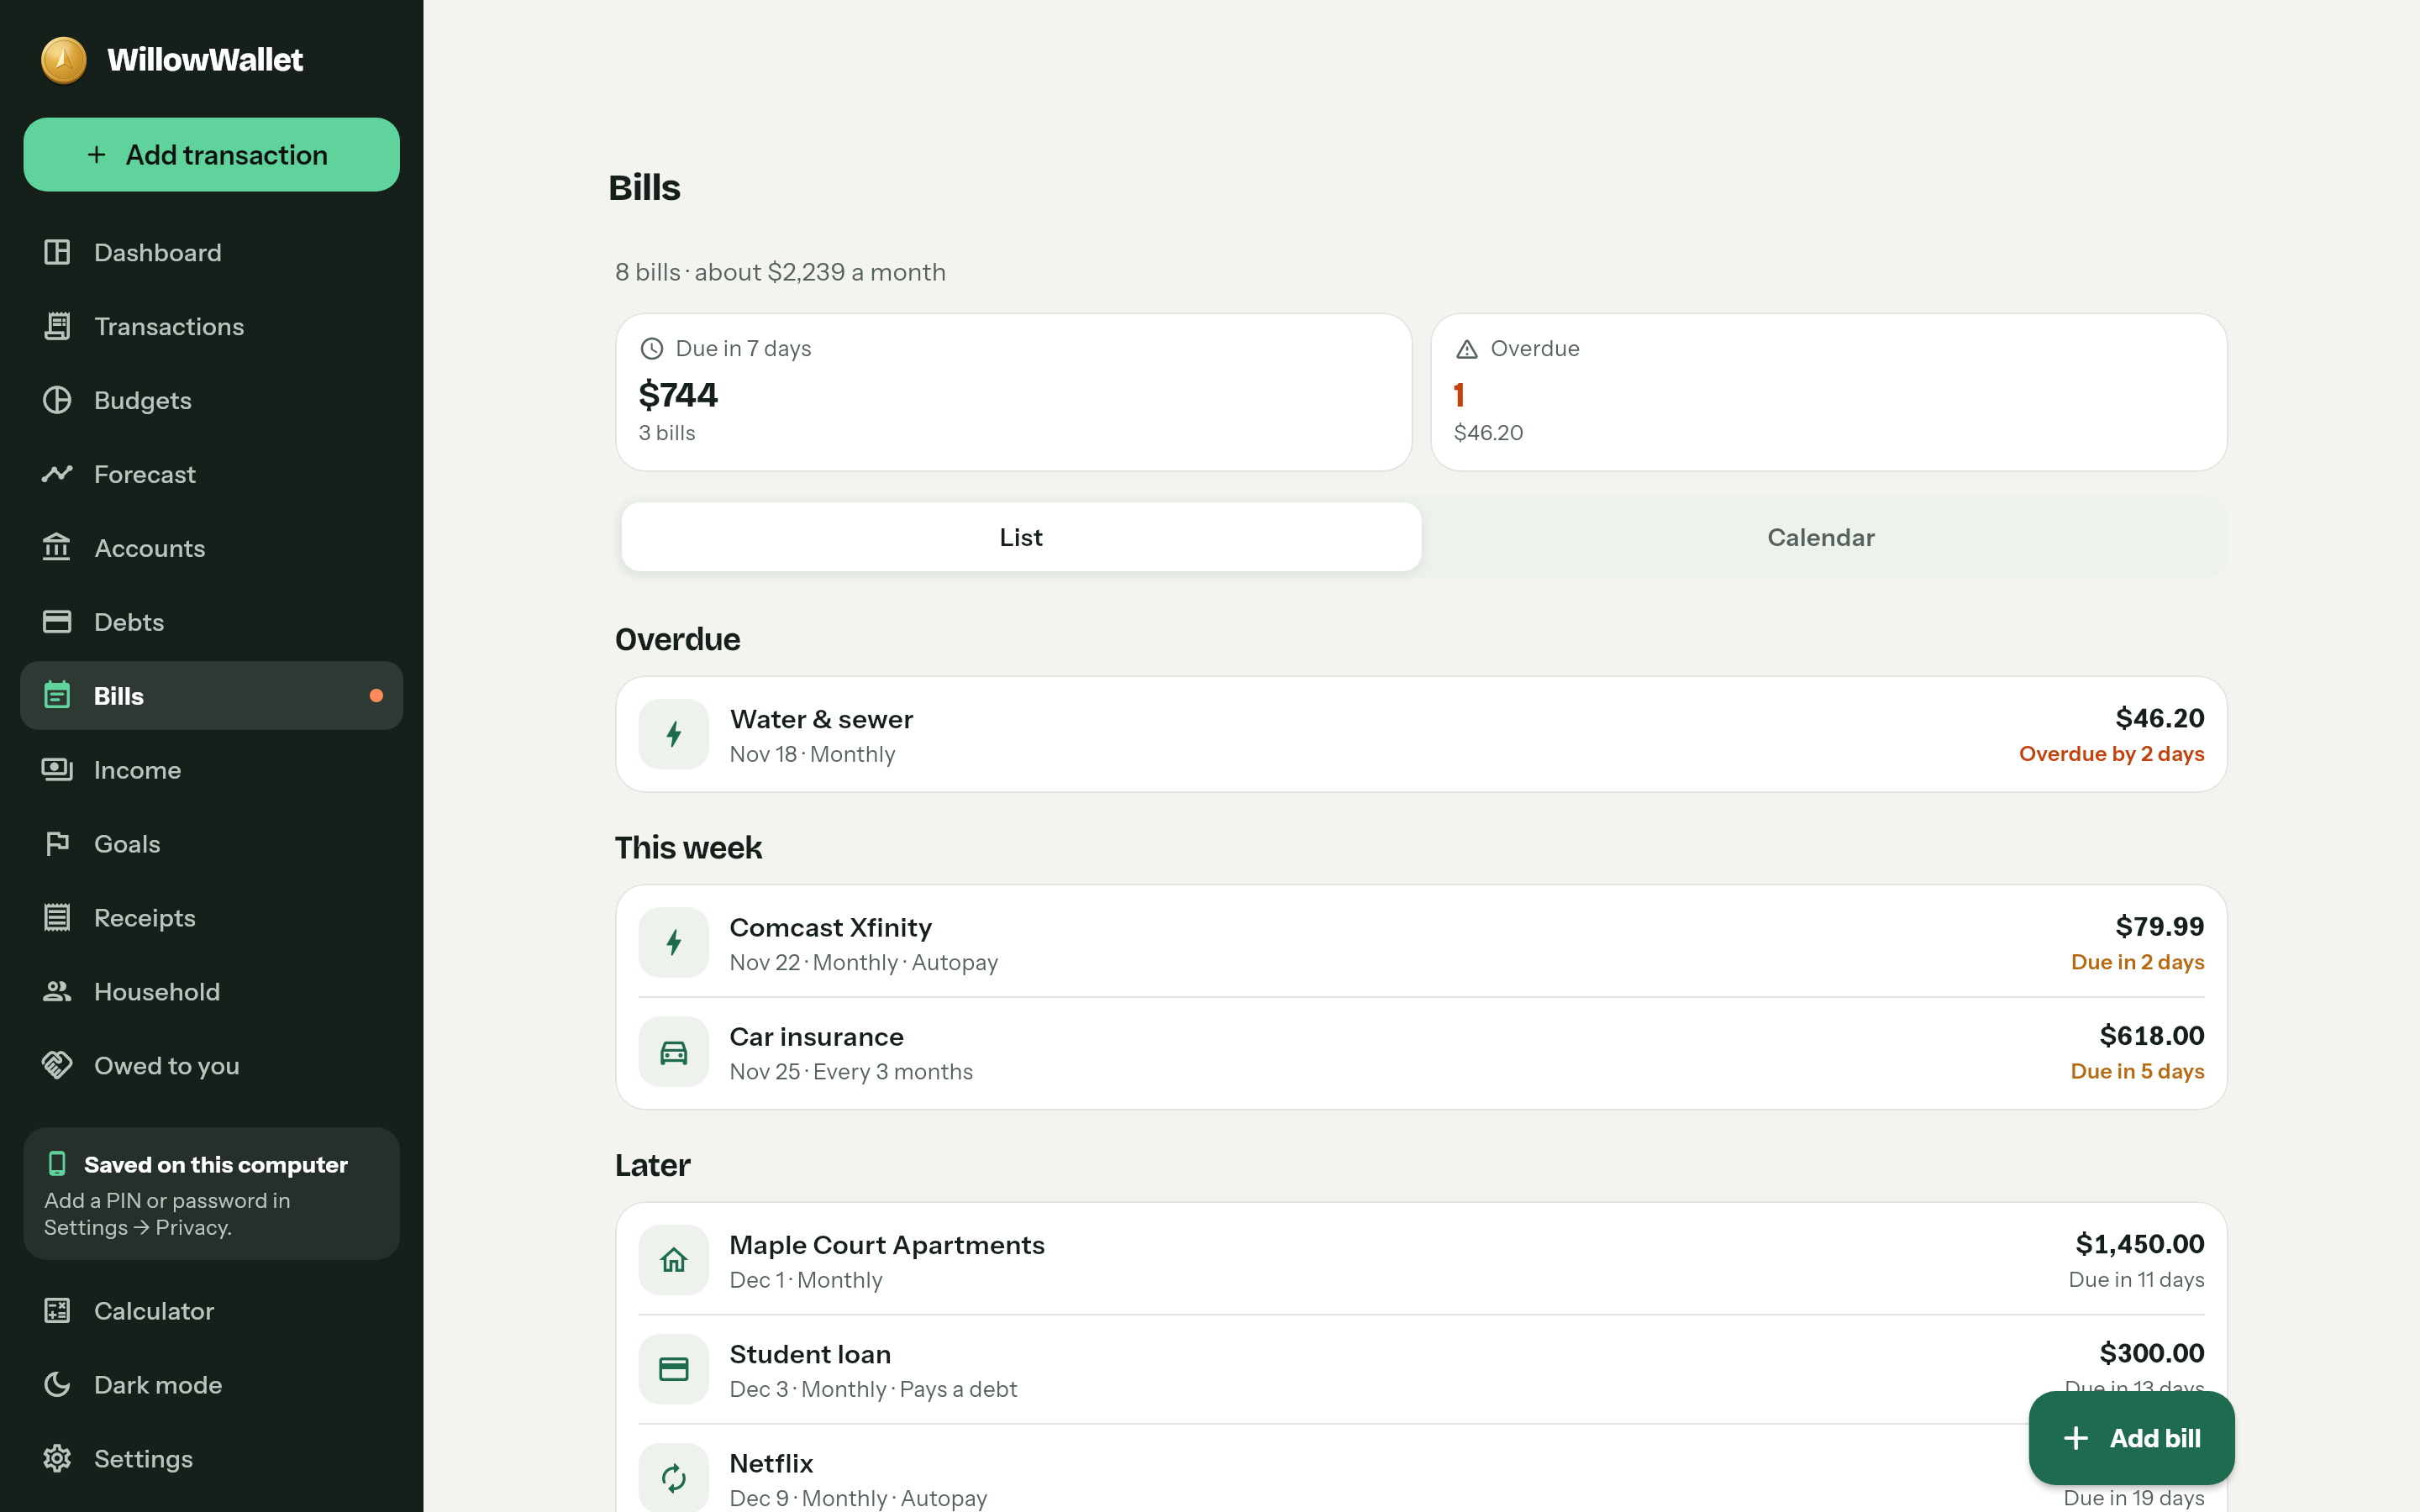 WillowWallet
+ Add transaction
Dashboard
Transactions
Budgets
Forecast
Accounts
Debts
Bills
Income
Goals
Receipts
Household
Owed to you
Saved on this computer
Add a PIN or password in
Settings → Privacy.
Calculator
Dark mode
Settings
Bills
8 bills · about $2,239 a month
Due in 7 days
$744
3 bills
Overdue
1
$46.20
List
Calendar
Overdue
Water & sewer
$46.20
Nov 18 · Monthly
Overdue by 2 days
This week
Comcast Xfinity
$79.99
Nov 22 · Monthly · Autopay
Due in 2 days
Car insurance
$618.00
Nov 25 · Every 3 months
Due in 5 days
Later
Maple Court Apartments
$1,450.00
Dec 1 · Monthly
Due in 11 days
Student loan
$300.00
Dec 3 · Monthly · Pays a debt
Due in 13 days
Netflix
Dec 9 · Monthly · Autopay
Due in 19 days
+ Add bill